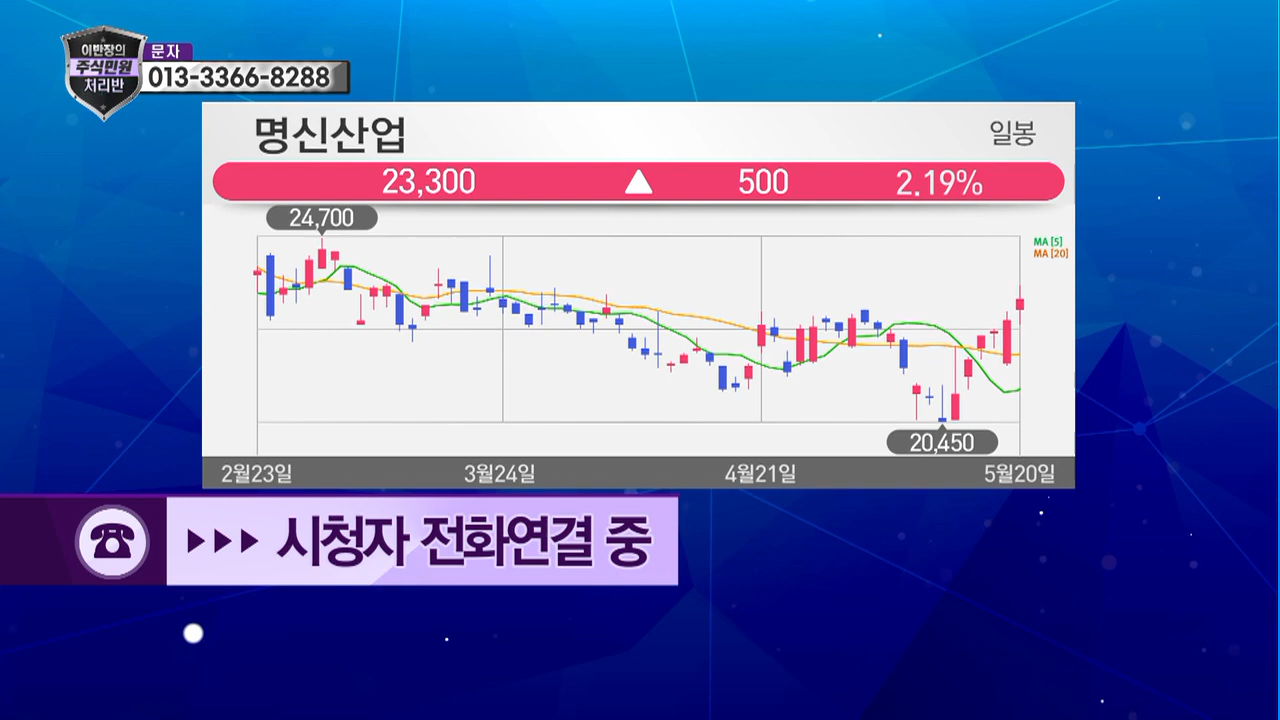 이반장의
주식민원
처리반
문자
013-3366-8288
명신산업
일봉
23,300 ▲ 500 2.19%
24,700
MA [5]
MA [20]
20,450
2월23일 3월24일 4월21일 5월20일
▶▶▶ 시청자 전화연결 중